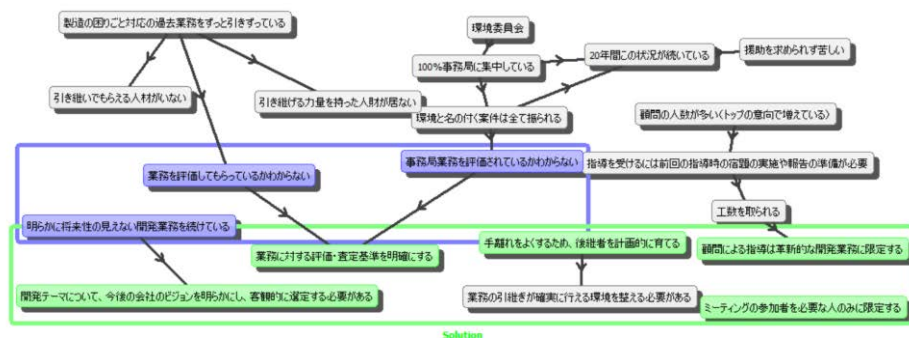 製造の困りごと対応の過去業務をずっと引きずっている
環境委員会
100%事務局に集中している
20年間この状況が続いている
援助を求められず苦しい
引き継いでもらえる人材がいない
引き継げる力量を持った人財が居ない
環境と名の付く案件は全て振られる
顧問の人数が多い(トップの意向で増えている)
業務を評価してもらっているかわからない
事務局業務を評価されているかわからない
指導を受けるには前回の指導時の宿題の実施や報告の準備が必要
工数を取られる
明らかに将来性の見えない開発業務を続けている
業務に対する評価・査定基準を明確にする
手離れをよくするため、後継者を計画的に育てる
顧問による指導は革新的な開発業務に限定する
開発テーマについて、今後の会社のビジョンを明らかにし、客観的に選定する必要がある
業務の引継ぎが確実に行える環境を整える必要がある
ミーティングの参加者を必要な人のみに限定する
Solution